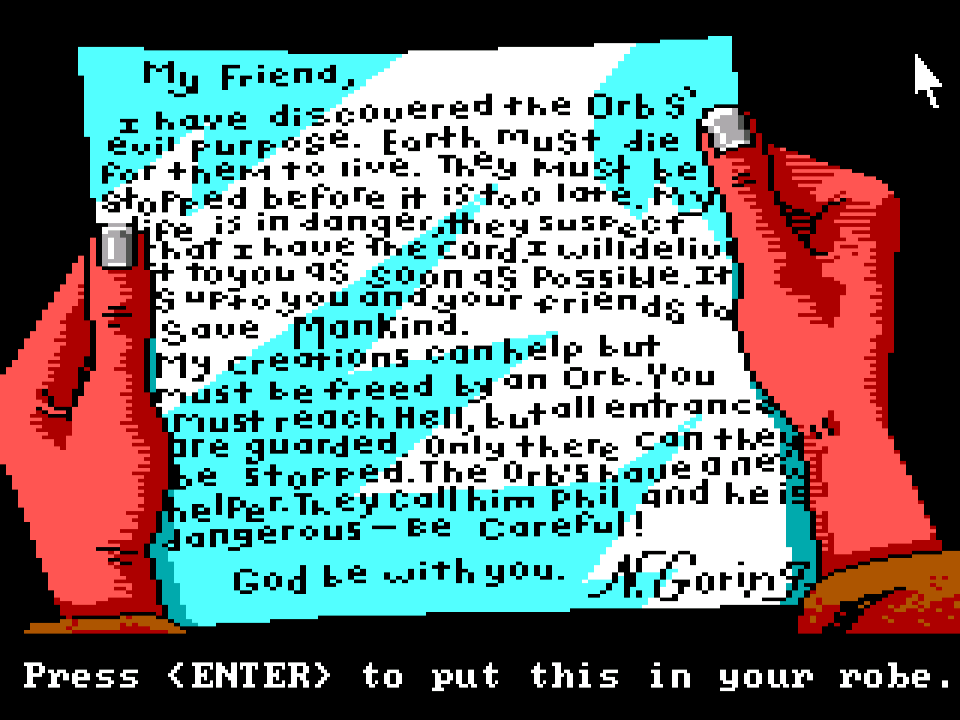 My Friend,
I have discovered the Orb S'
evil purpose. Earth Must die
for them to live. They Must be
stopped before it is too late. My
life is in danger, they suspect
that I have the card. I will deliv
it to you as soon as possible. It
s up to you and your friends to
save Mankind.
My creations can help but
must be freed by an Orb. You
must reach Hell, but all entrance
are guarded. Only there can they
be stopped. The Orb's have a new
helper. They call him Phil and he is
dangerous — Be Careful!
God be with you. N. Goring
Press <ENTER> to put this in your robe.